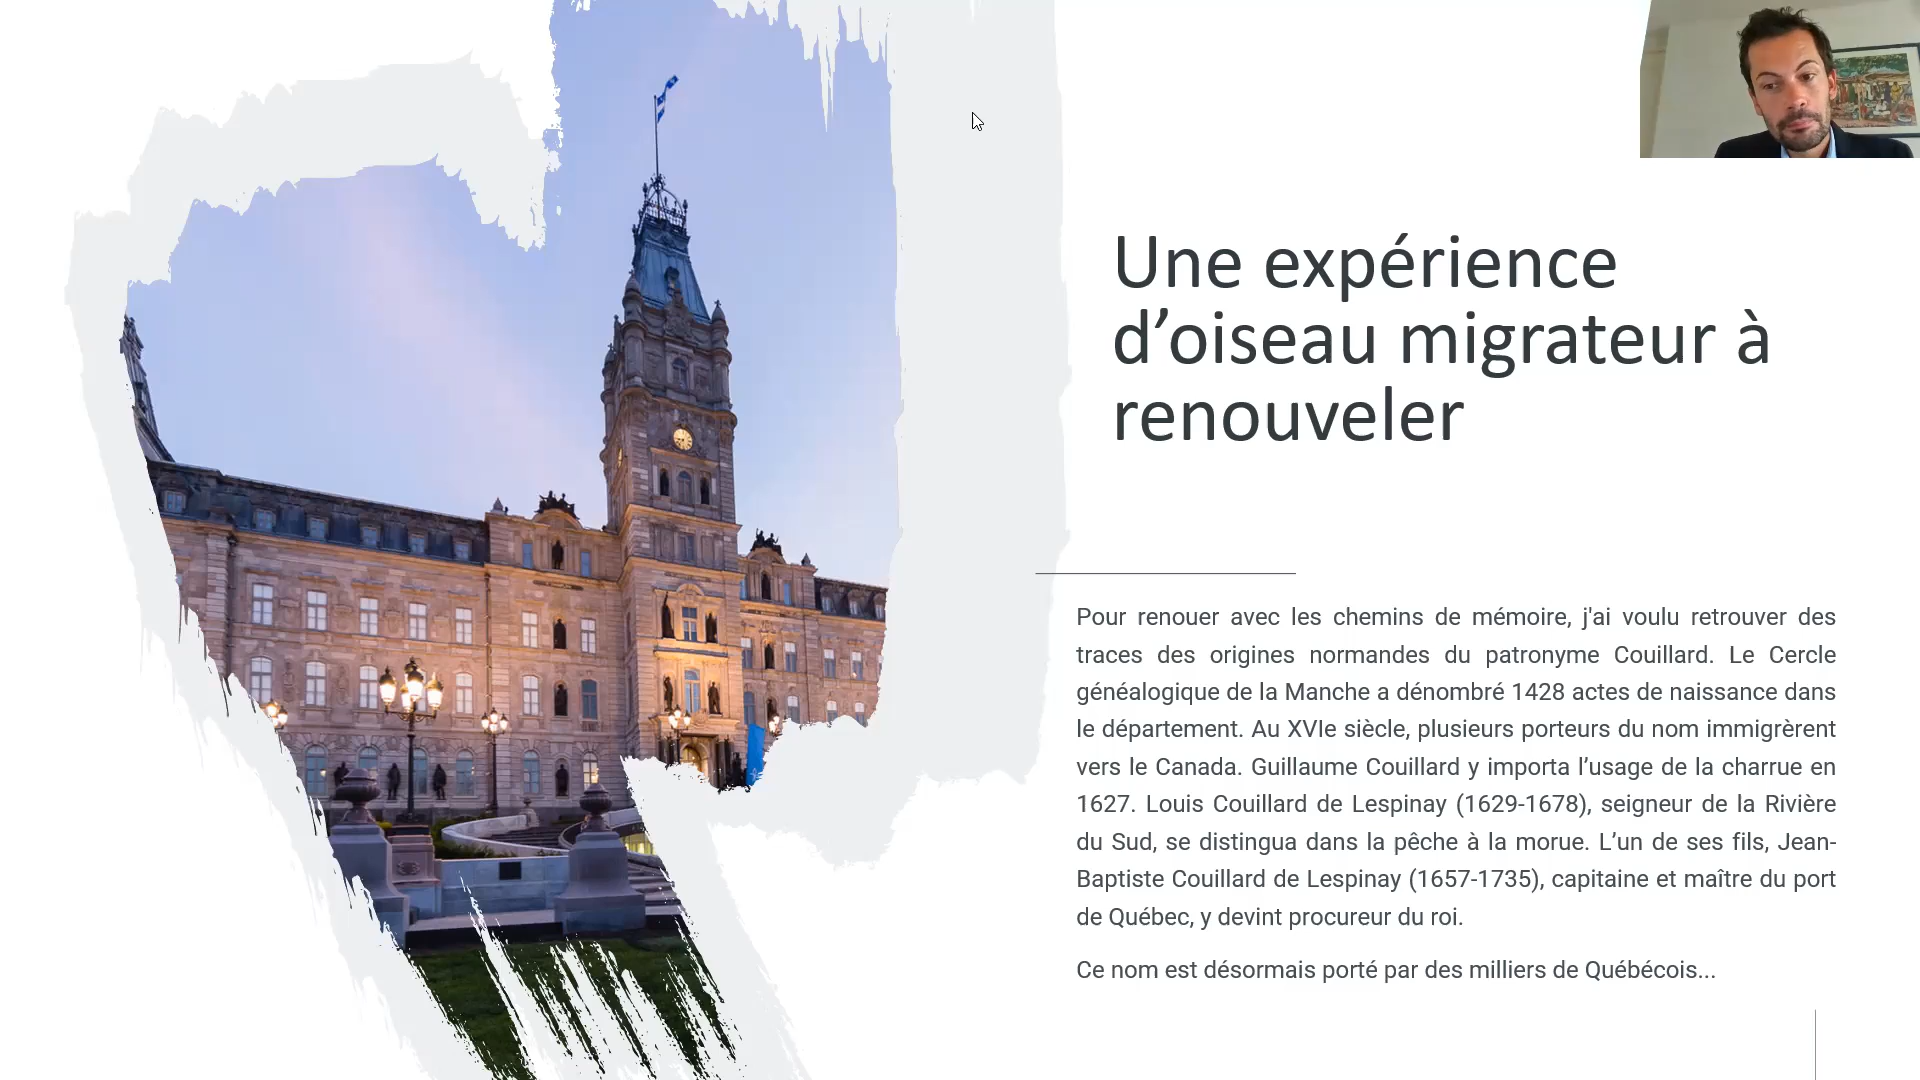 Une expérience
d’oiseau migrateur à
renouveler
Pour renouer avec les chemins de mémoire, j'ai voulu retrouver des
traces des origines normandes du patronyme Couillard. Le Cercle
généalogique de la Manche a dénombré 1428 actes de naissance dans
le département. Au XVIe siècle, plusieurs porteurs du nom immigrèrent
vers le Canada. Guillaume Couillard y importa l’usage de la charrue en
1627. Louis Couillard de Lespinay (1629-1678), seigneur de la Rivière
du Sud, se distingua dans la pêche à la morue. L’un de ses fils, Jean-
Baptiste Couillard de Lespinay (1657-1735), capitaine et maître du port
de Québec, y devint procureur du roi.
Ce nom est désormais porté par des milliers de Québécois...